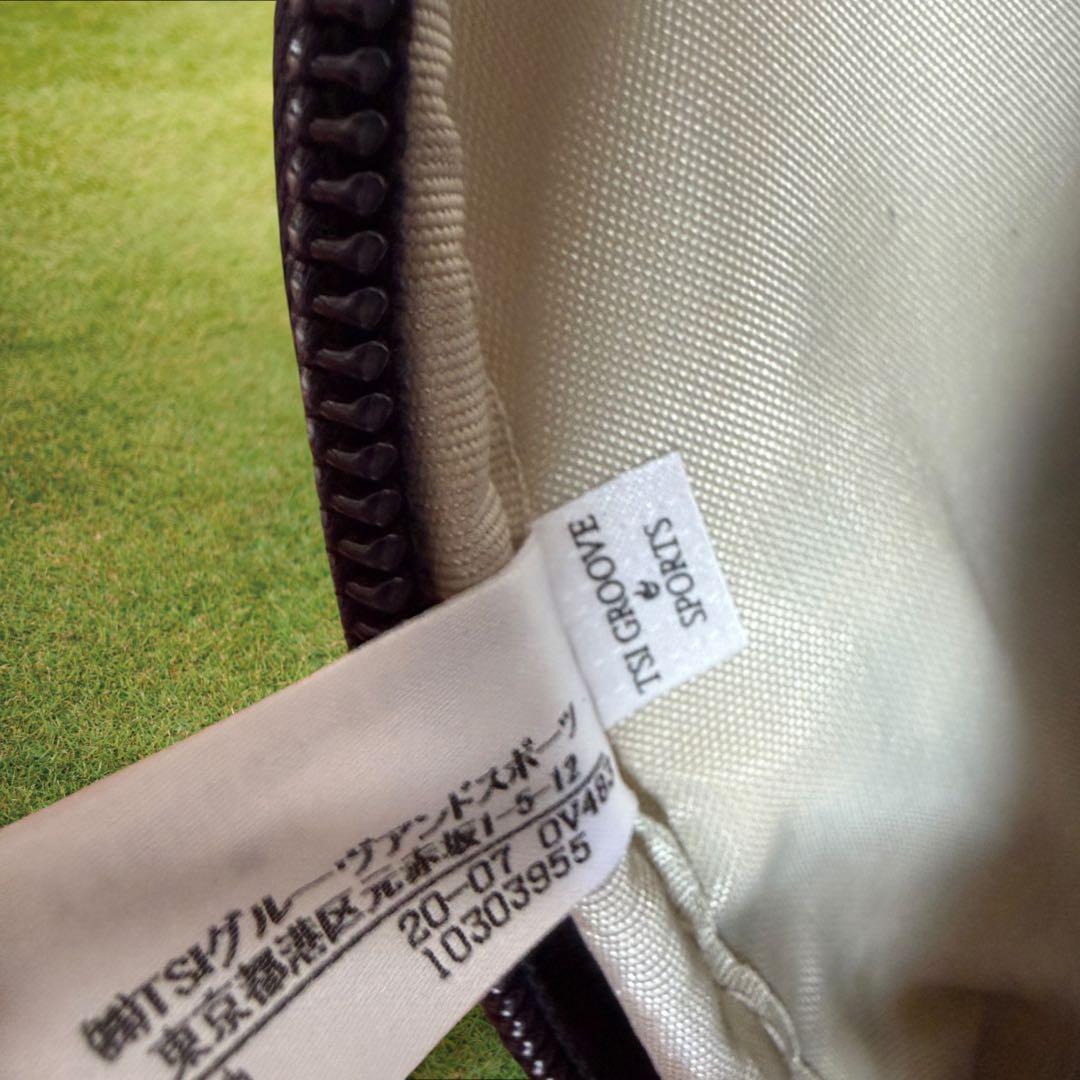 TSI GROOVE
&
SPORTS
㈱TSIグルーヴアンドスポーツ
東京都港区元赤坂1-5-12
20-07 0V483
10303955